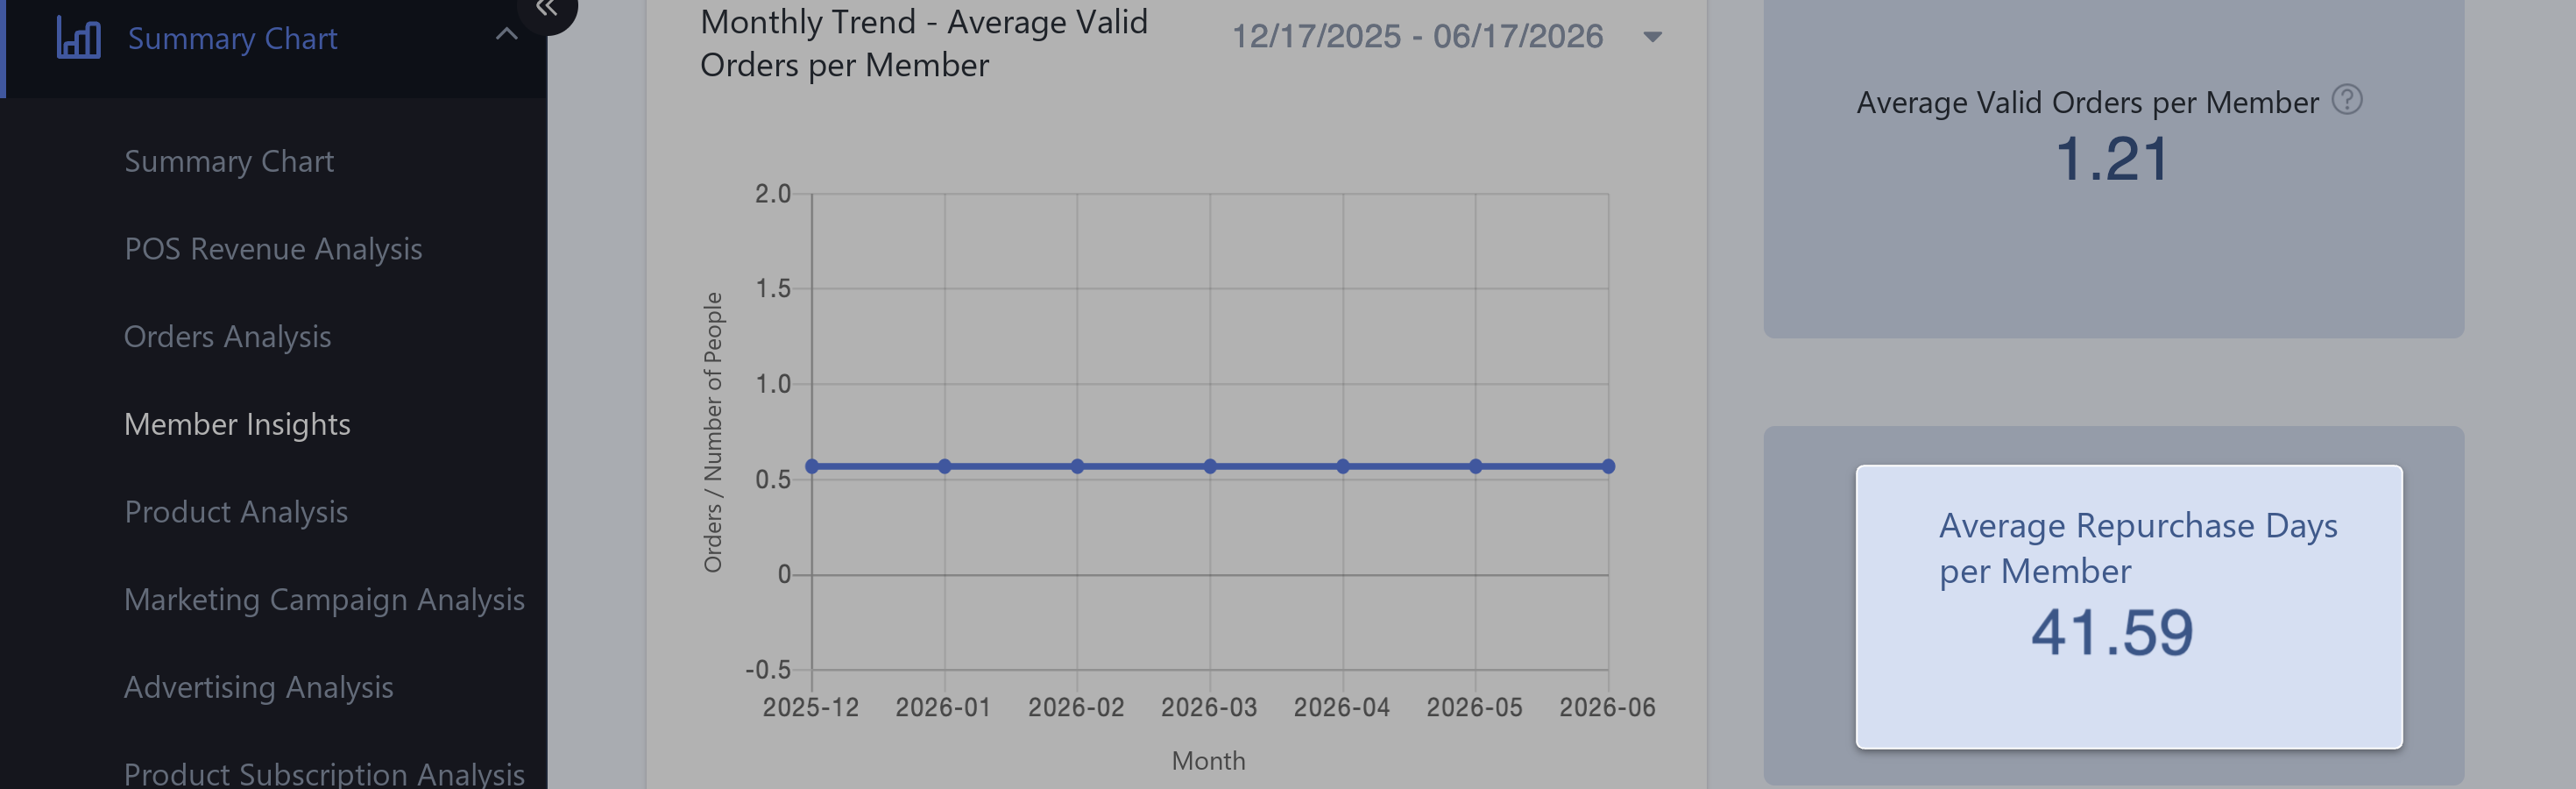 Summary Chart
Summary Chart
POS Revenue Analysis
Orders Analysis
Member Insights
Product Analysis
Marketing Campaign Analysis
Advertising Analysis
Product Subscription Analysis
Monthly Trend - Average Valid
Orders per Member
12/17/2025 - 06/17/2026
Orders / Number of People
2.0
1.5
1.0
0.5
0
-0.5
2025-12 2026-01 2026-02 2026-03 2026-04 2026-05 2026-06
Month
Average Valid Orders per Member ?
1.21
Average Repurchase Days
per Member
41.59